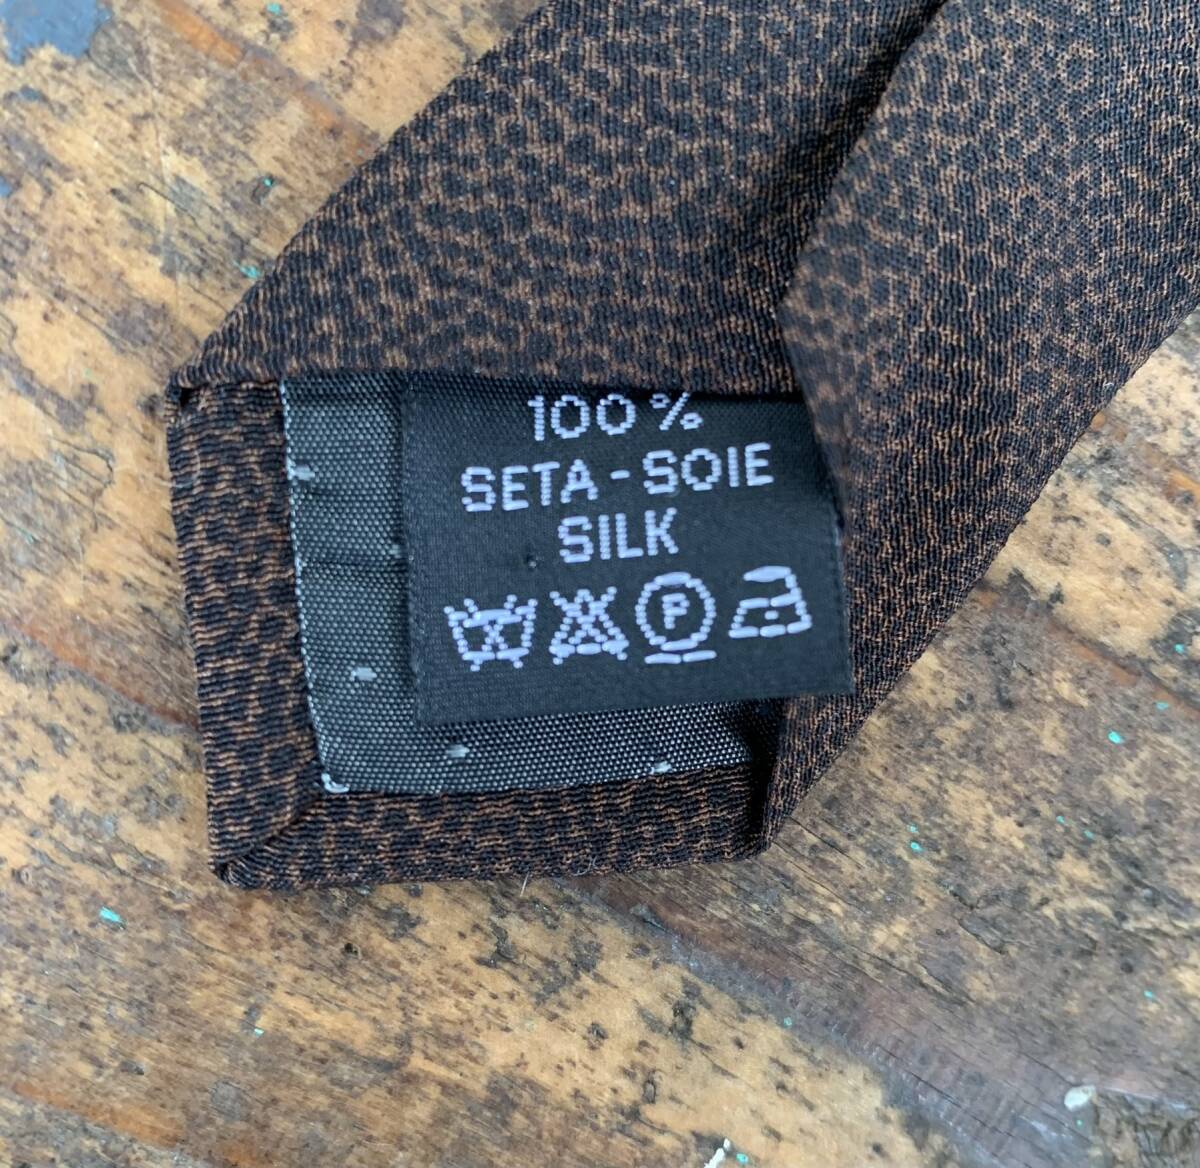 100%
SETA - SOIE
SILK
P